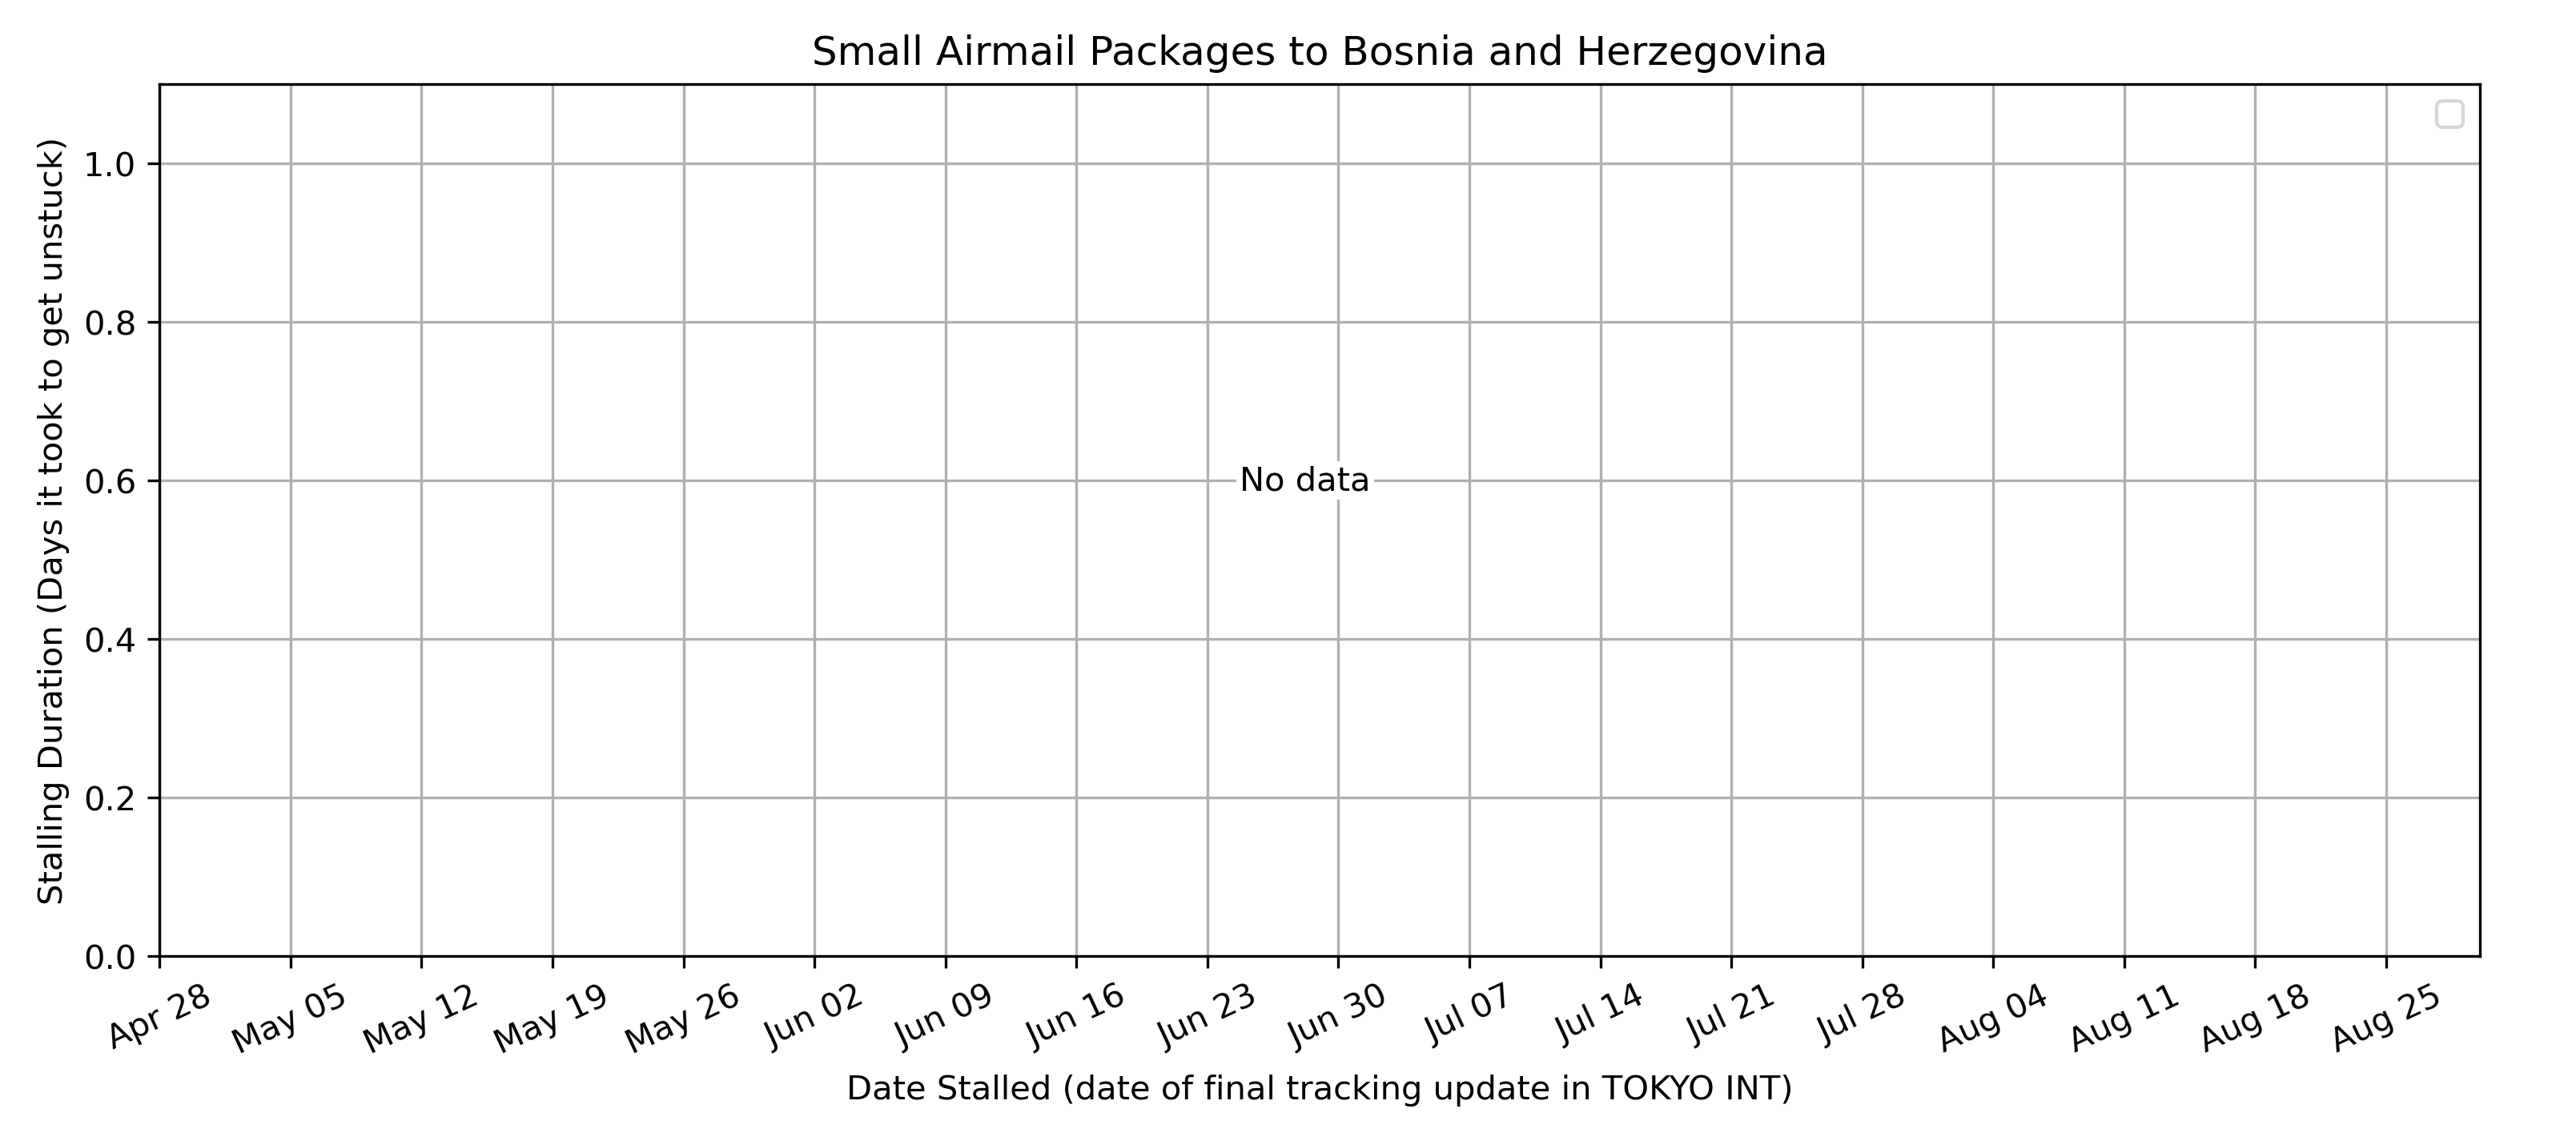 Small Airmail Packages to Bosnia and Herzegovina
Stalling Duration (Days it took to get unstuck)
1.0
0.8
0.6
0.4
0.2
0.0
No data
Apr 28
May 05
May 12
May 19
May 26
Jun 02
Jun 09
Jun 16
Jun 23
Jun 30
Jul 07
Jul 14
Jul 21
Jul 28
Aug 04
Aug 11
Aug 18
Aug 25
Date Stalled (date of final tracking update in TOKYO INT)